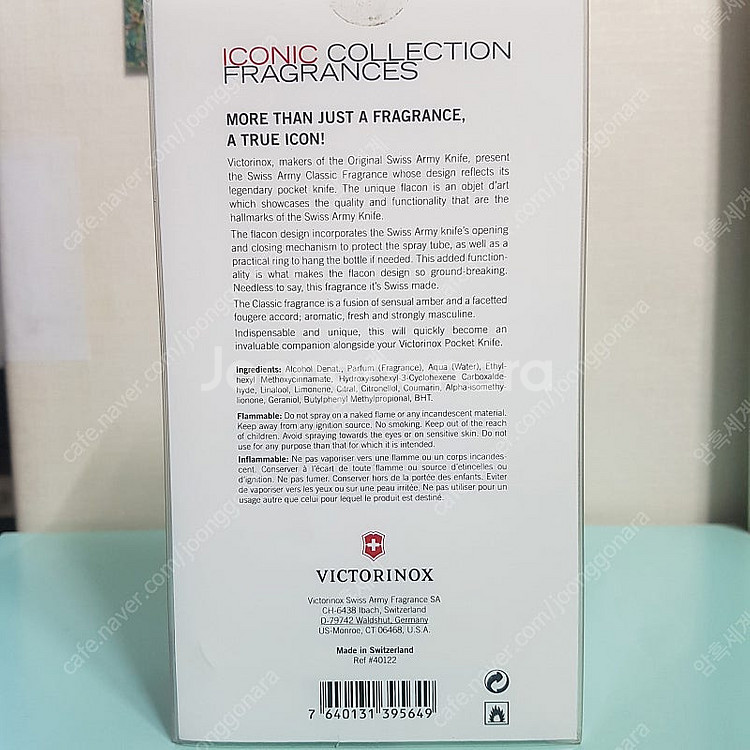 ICONIC COLLECTION
FRAGRANCES
MORE THAN JUST A FRAGRANCE,
A TRUE ICON!
Victorinox, makers of the Original Swiss Army Knife, present
the Swiss Army Classic Fragrance whose design reflects its
legendary pocket knife. The unique flacon is an objet d'art
which showcases the quality and functionality that are the
hallmarks of the Swiss Army Knife.
The flacon design incorporates the Swiss Army knife's opening
and closing mechanism to protect the spray tube, as well as a
practical ring to hang the bottle if needed. This added function-
ality is what makes the flacon design so ground-breaking.
Needless to say, this fragrance it's Swiss made.
The Classic fragrance is a fusion of sensual amber and a facetted
fougere accord; aromatic, fresh and strongly masculine.
Indispensable and unique, this will quickly become an
invaluable companion alongside your Victorinox Pocket Knife.
Joonggonara
Ingredients: Alcohol Denat., Parfum (Fragrance), Aqua (Water), Ethyl-
hexyl Methoxycinnamate, Hydroxyisohexyl-3-Cyclohexene Carboxalde-
hyde, Linalool, Limonene, Citral, Citronellol, Coumarin, Alpha-isomethy-
lionone, Geraniol, Butylphenyl Methylpropional, BHT.
Flammable: Do not spray on a naked flame or any incandescent material.
Keep away from any ignition source. No smoking. Keep out of the reach
of children. Avoid spraying towards the eyes or on sensitive skin. Do not
use for any purpose than that for which it is intended.
Inflammable: Ne pas vaporiser vers une flamme ou un corps incandes-
cent. Conserver à l'écart de toute flamme ou source d'étincelles ou
d'ignition. Ne pas fumer. Conserver hors de la portée des enfants. Eviter
de vaporiser vers les yeux ou sur une peau irritée. Ne pas utiliser pour un
usage autre que celui pour lequel le produit est destiné.
VICTORINOX
Victorinox Swiss Army Fragrance SA
CH-6438 Ibach, Switzerland
D-79742 Waldshut, Germany
US-Monroe, CT 06468, U.S.A.
Made in Switzerland
Ref #40122
7 640131 395649
cafe.naver.com/joonggonara
암흑세계